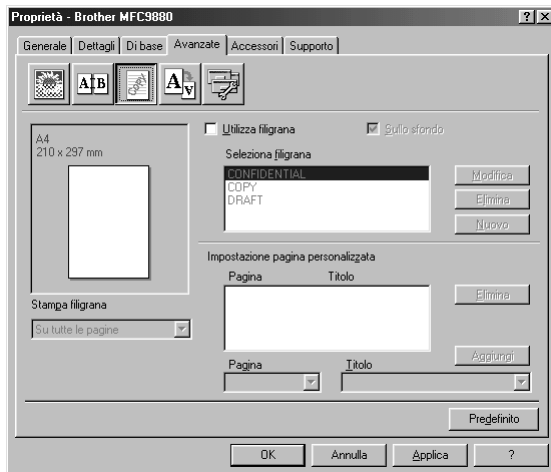 Proprietà - Brother MFC9880
? x
Generale Dettagli Di base Avanzate Accessori Supporto
A B
copy
A A
A4
210 x 297 mm
Utilizza filigrana Sullo sfondo
Seleziona filigrana
CONFIDENTIAL
COPY
DRAFT
Modifica
Elimina
Nuovo
Impostazione pagina personalizzata
Pagina Titolo
Elimina
Aggiungi
Pagina Titolo
Stampa filigrana
Su tutte le pagine
Predefinito
OK Annulla Applica ?